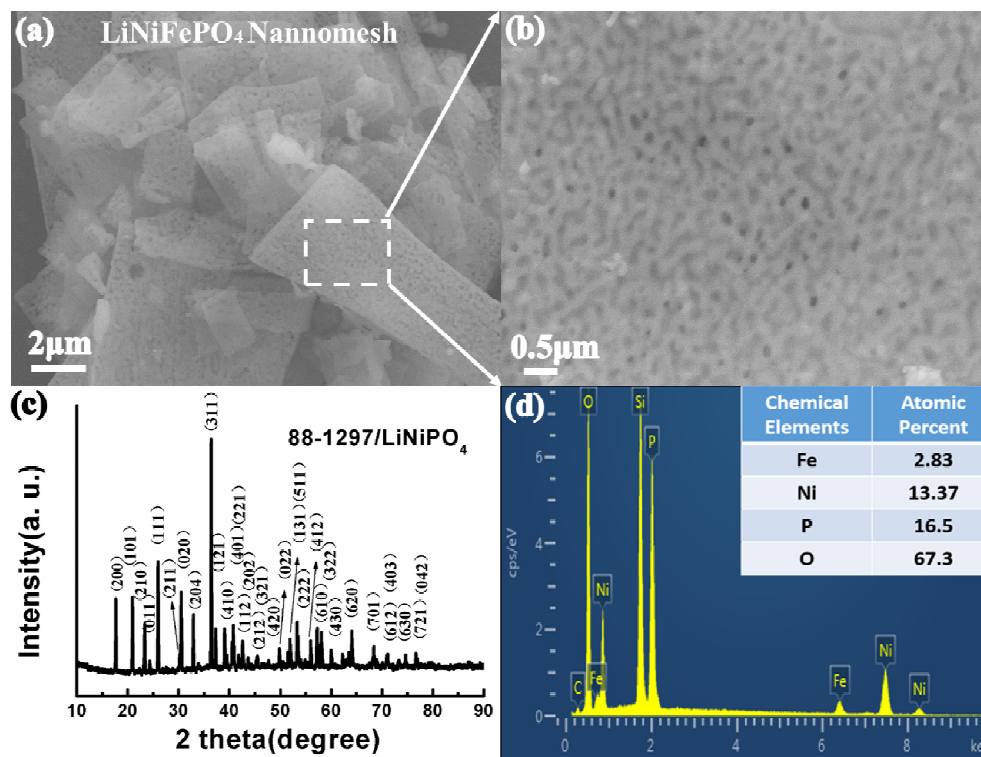 (a)
LiNiFePO₄ Nannomesh
2μm
(b)
0.5μm
(c)
88-1297/LiNiPO₄
Intensity(a. u.)
(200)
(101)
(210)
(011)
(111)
(211)
(020)
(204)
(311)
(121)
(410)
(401)(221)
(112)
(202)
(212)
(321)
(420)
(022)
(131)(511)
(222)
(412)
(610)
(322)
(430)
(620)
(701)
(612)
(403)
(630)
(721)
(042)
10 20 30 40 50 60 70 80 90
2 theta(degree)
(d)
cps/eV
6
4
2
0
C
O
Fe
Ni
Si
P
Fe
Ni
Ni
0 2 4 6 8 ke
Chemical Elements Atomic Percent
Fe 2.83
Ni 13.37
P 16.5
O 67.3